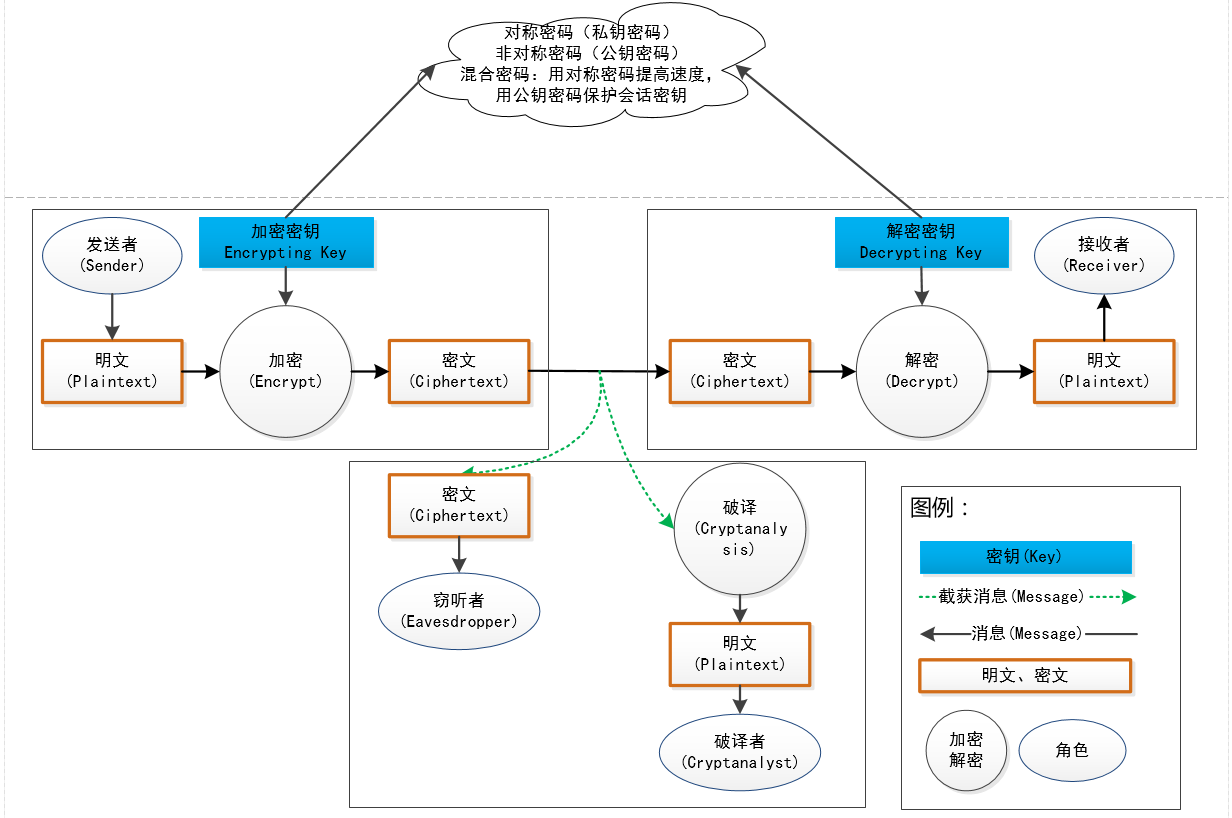 对称密码（私钥密码）
非对称密码（公钥密码）
混合密码：用对称密码提高速度，
用公钥密码保护会话密钥
发送者
(Sender)
加密密钥
Encrypting Key
明文
(Plaintext)
加密
(Encrypt)
密文
(Ciphertext)
解密密钥
Decrypting Key
接收者
(Receiver)
密文
(Ciphertext)
解密
(Decrypt)
明文
(Plaintext)
密文
(Ciphertext)
窃听者
(Eavesdropper)
破译
(Cryptanaly
sis)
明文
(Plaintext)
破译者
(Cryptanalyst)
图例：
密钥(Key)
截获消息(Message)
消息(Message)
明文、密文
加密
解密
角色